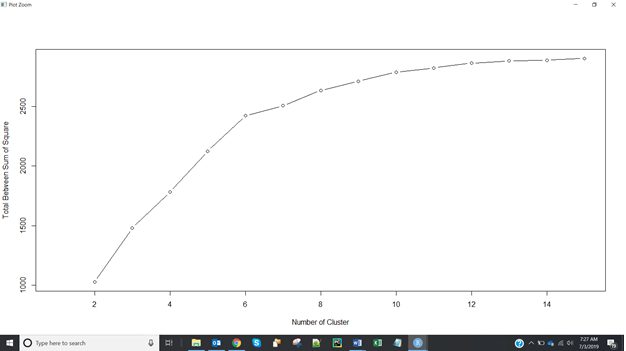 Plot Zoom
2500
2000
1500
1000
Total Between Sum of Square
2 4 6 8 10 12 14
Number of Cluster
Type here to search
7:27 AM
7/3/2019